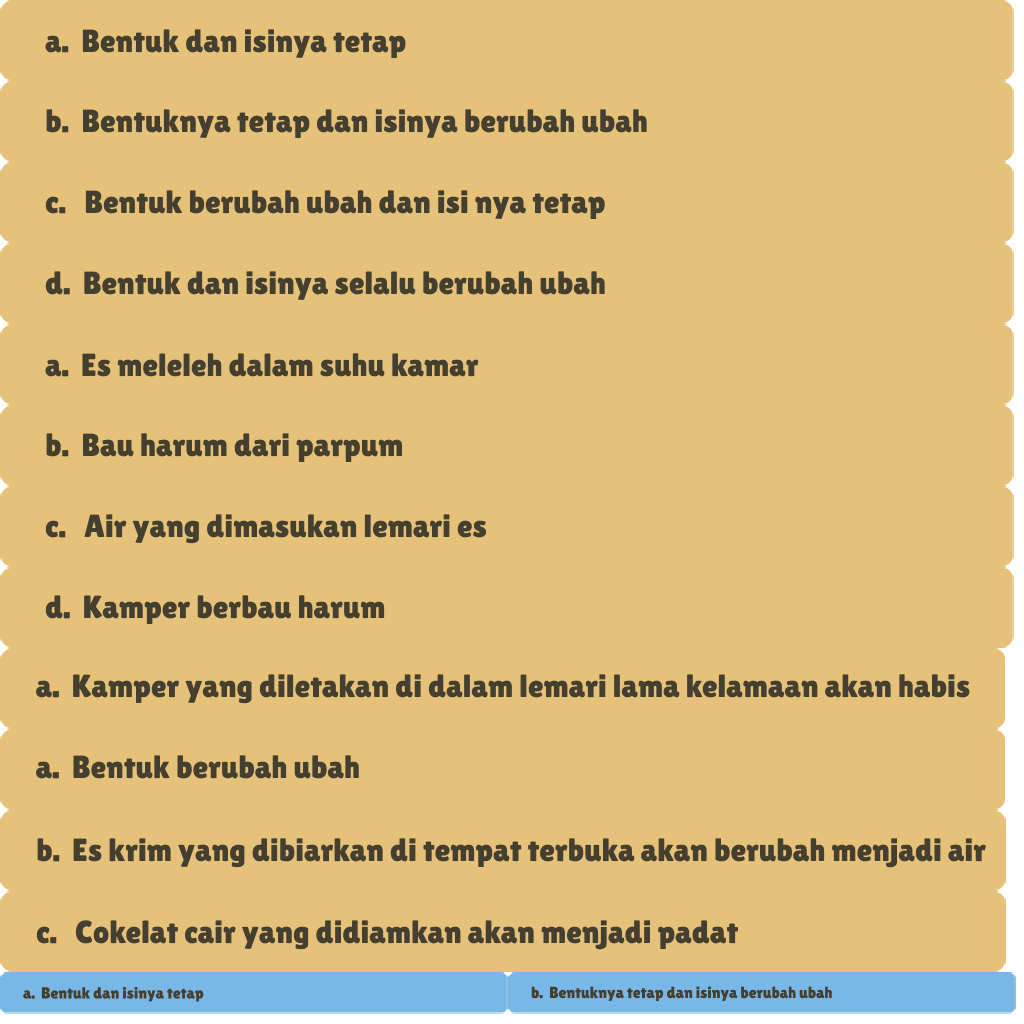 a. Bentuk dan isinya tetap
b. Bentuknya tetap dan isinya berubah ubah
c. Bentuk berubah ubah dan isi nya tetap
d. Bentuk dan isinya selalu berubah ubah
a. Es meleleh dalam suhu kamar
b. Bau harum dari parpum
c. Air yang dimasukan lemari es
d. Kamper berbau harum
a. Kamper yang diletakan di dalam lemari lama kelamaan akan habis
a. Bentuk berubah ubah
b. Es krim yang dibiarkan di tempat terbuka akan berubah menjadi air
c. Cokelat cair yang didiamkan akan menjadi padat
a. Bentuk dan isinya tetap
b. Bentuknya tetap dan isinya berubah ubah